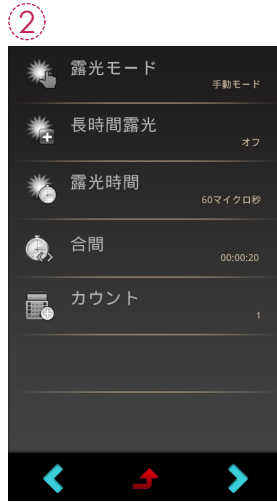 2
露光モード
手動モード
長時間露光
オフ
露光時間
60マイクロ秒
合間
00:00:20
カウント
1